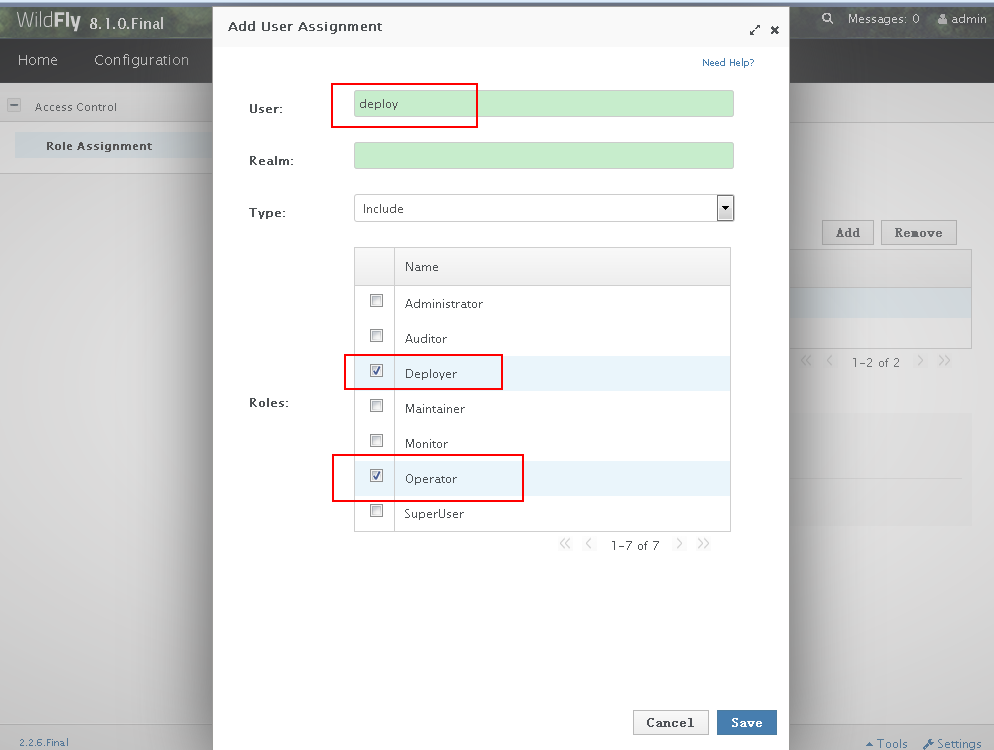 WildFly 8.1.0.Final
Messages: 0
admin
Home
Configuration
Access Control
Role Assignment
Add User Assignment
Need Help?
User:
deploy
Realm:
Type:
Include
Roles:
Name
Administrator
Auditor
Deployer
Maintainer
Monitor
Operator
SuperUser
1-7 of 7
Cancel
Save
Add
Remove
1-2 of 2
2.2.6.Final
Tools
Settings